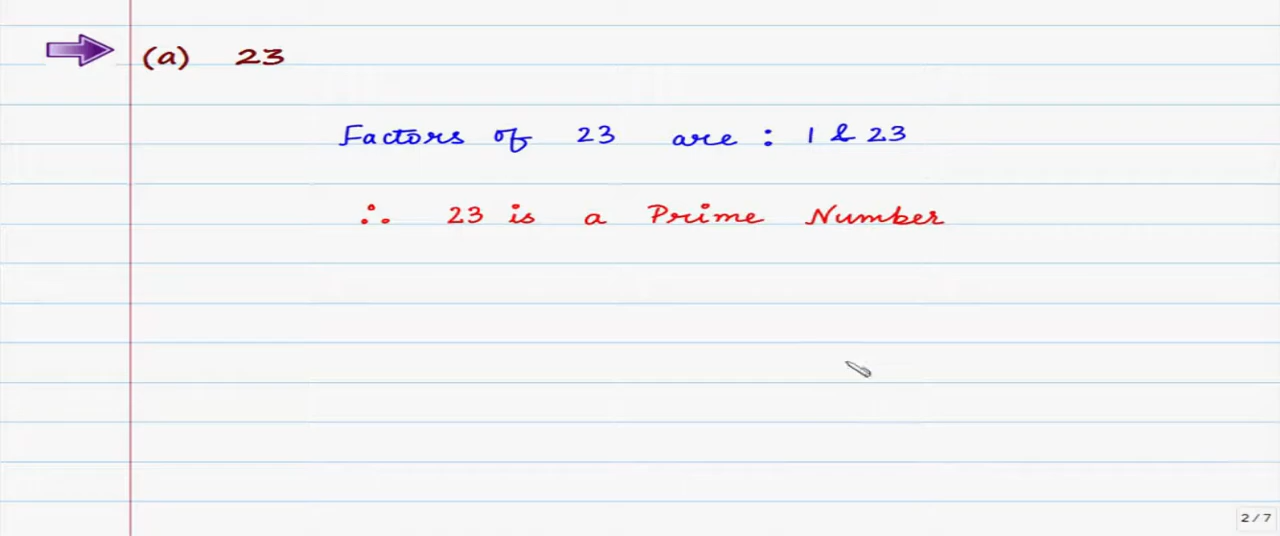 (a) 23
Factors of 23 are : 1 & 23
∴ 23 is a Prime Number
2/7